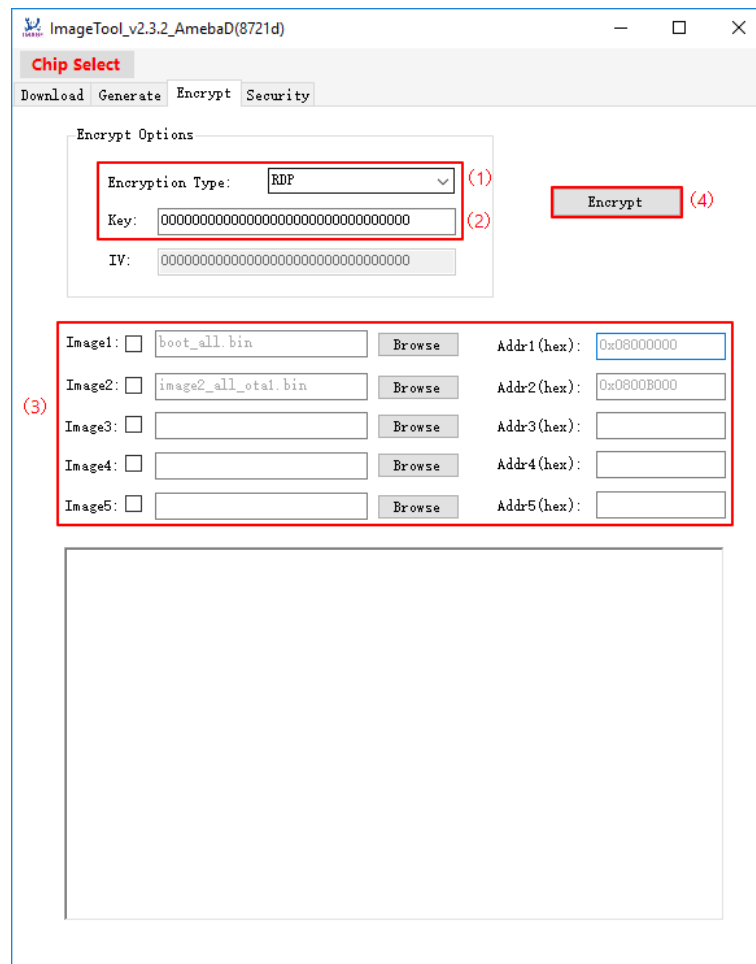 ImageTool_v2.3.2_AmebaD(8721d)
Chip Select
Download Generate Encrypt Security
Encrypt Options
Encryption Type: RDP (1)
Key: 00000000000000000000000000000000 (2)
Encrypt (4)
IV: 00000000000000000000000000000000
(3)
Image1: boot_all.bin Browse Addr1(hex): 0x08000000
Image2: image2_all_ota1.bin Browse Addr2(hex): 0x0800B000
Image3: Browse Addr3(hex):
Image4: Browse Addr4(hex):
Image5: Browse Addr5(hex):